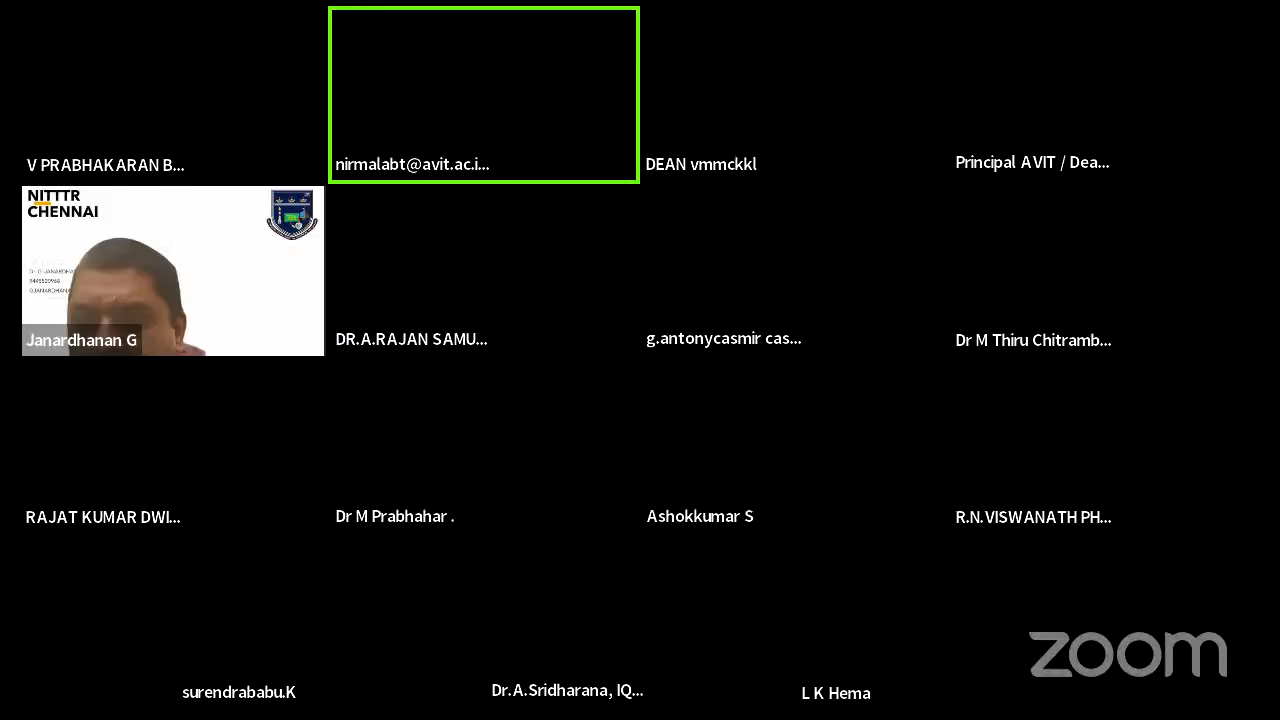 V PRABHAKARAN B...
nirmalabt@avit.ac.i...
DEAN vmmckkl
Principal AVIT / Dea...
NITTTR
CHENNAI
9445520968
Janardhanan G
DR.A.RAJAN SAMU...
g.antonycasmir cas...
Dr M Thiru Chitramb...
RAJAT KUMAR DWI...
Dr M Prabhahar .
Ashokkumar S
R.N.VISWANATH PH...
surendrababu.K
Dr.A.Sridharana, IQ...
L K Hema
zoom